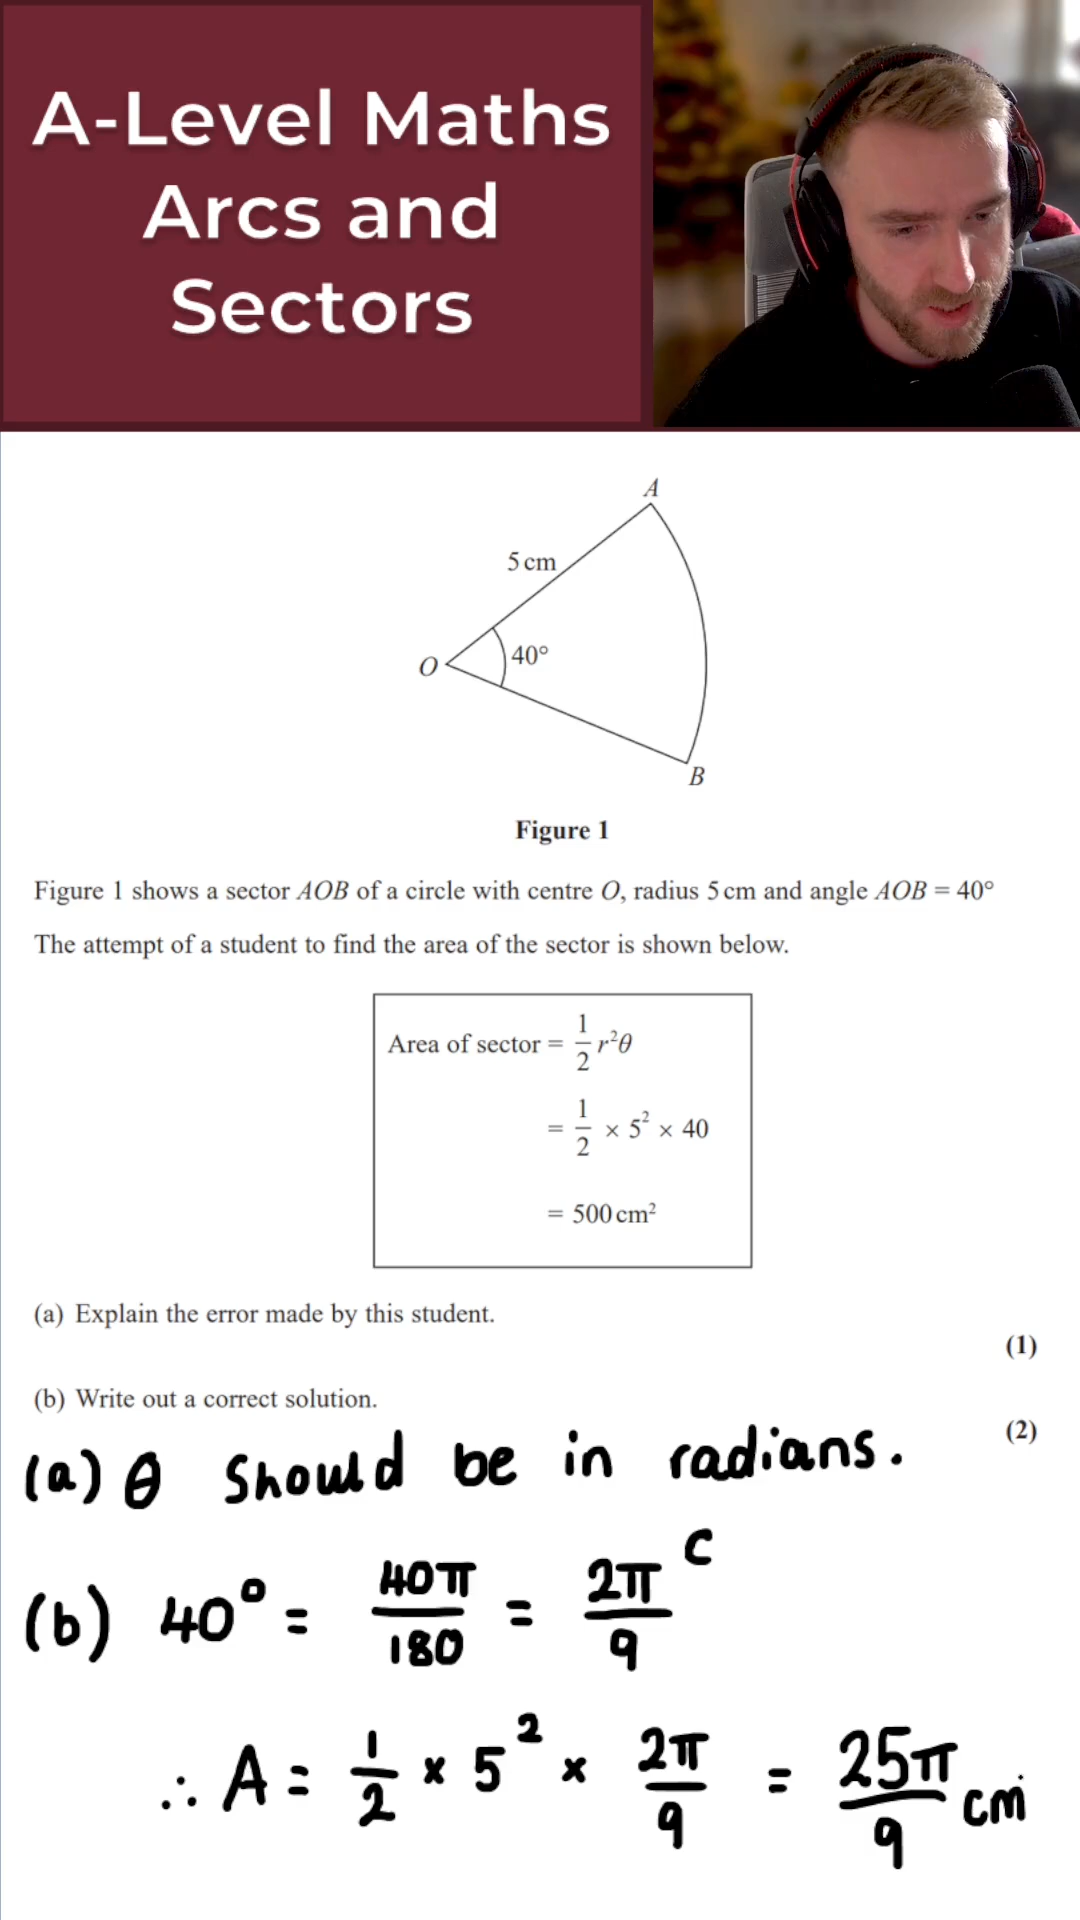 A-Level Maths
Arcs and
Sectors
A
5 cm
O
40°
B
Figure 1
Figure 1 shows a sector AOB of a circle with centre O, radius 5 cm and angle AOB = 40°
The attempt of a student to find the area of the sector is shown below.
Area of sector = 1/2 r²θ
= 1/2 × 5² × 40
= 500 cm²
(a) Explain the error made by this student.
(1)
(b) Write out a correct solution.
(2)
(a) θ should be in radians.
(b) 40° = 40π/180 = 2π/9 ᶜ
∴ A = 1/2 × 5² × 2π/9 = 25π/9 cm